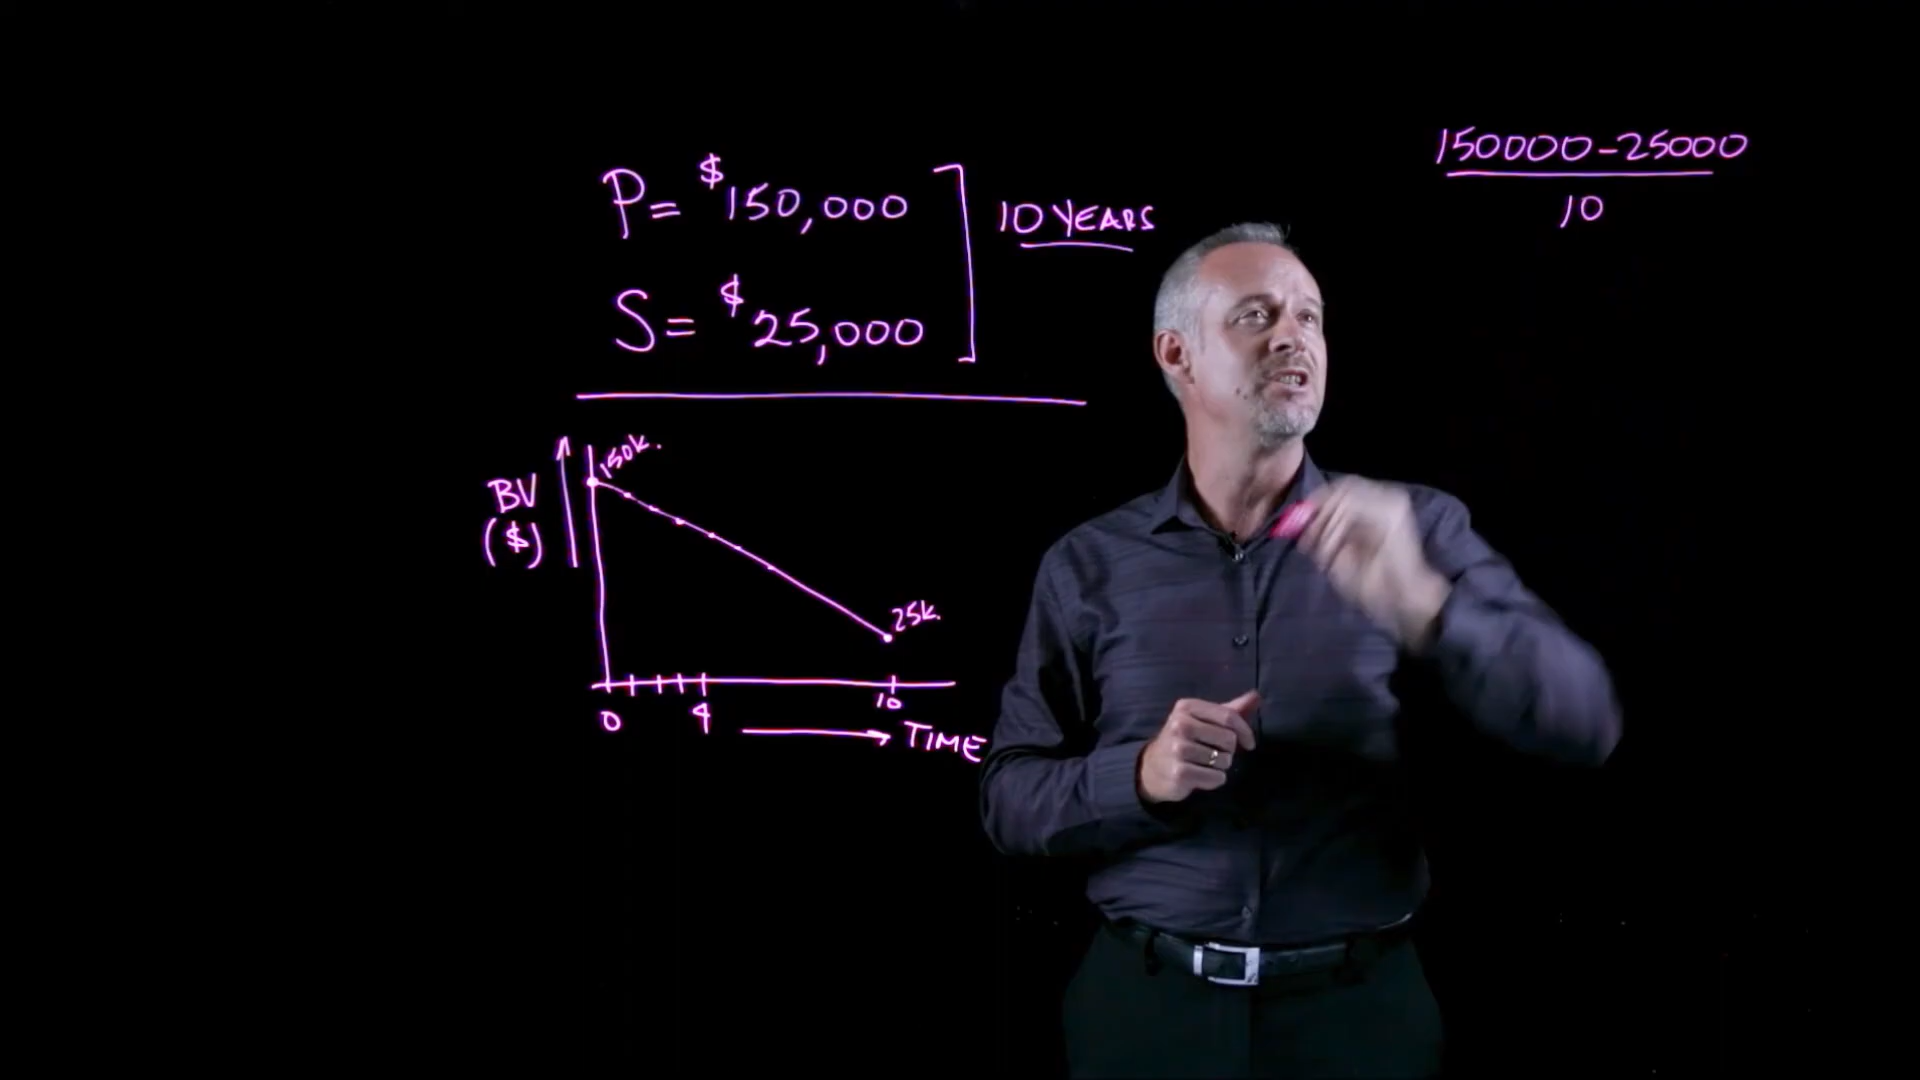 P = $150,000
S = $25,000
10 YEARS
150000-25000
10
BV
($)
150k.
25k.
0
4
10
TIME